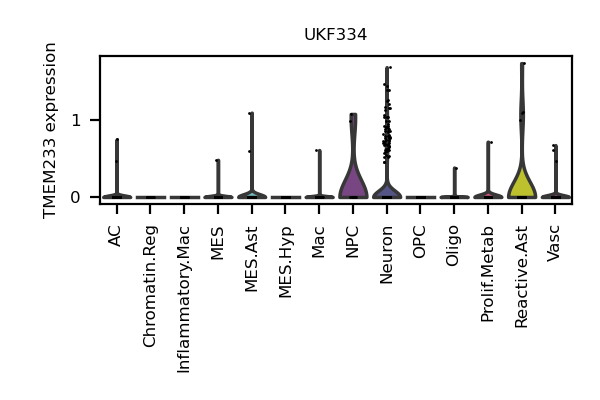 UKF334
TMEM233 expression
1
0
AC
Chromatin.Reg
Inflammatory.Mac
MES
MES.Ast
MES.Hyp
Mac
NPC
Neuron
OPC
Oligo
Prolif.Metab
Reactive.Ast
Vasc